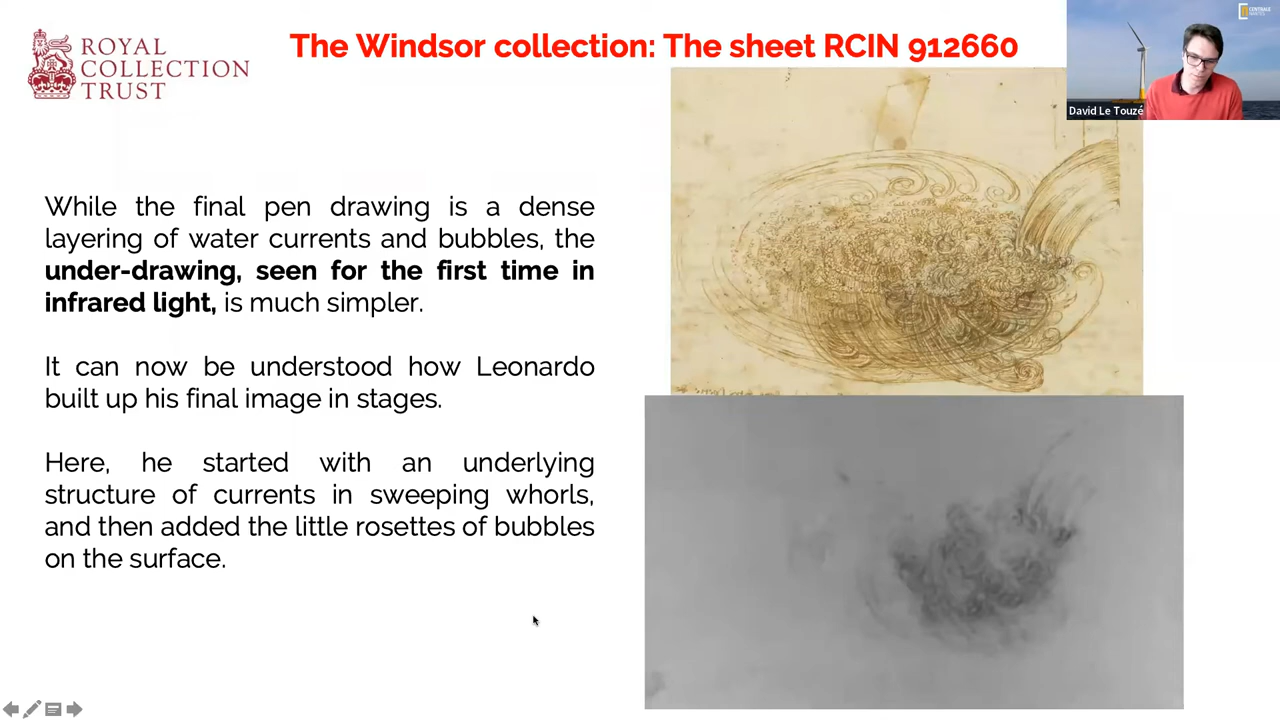 ROYAL
COLLECTION
TRUST
The Windsor collection: The sheet RCIN 912660
CENTRALE
NANTES
David Le Touzé
While the final pen drawing is a dense
layering of water currents and bubbles, the
under-drawing, seen for the first time in
infrared light, is much simpler.
It can now be understood how Leonardo
built up his final image in stages.
Here, he started with an underlying
structure of currents in sweeping whorls,
and then added the little rosettes of bubbles
on the surface.